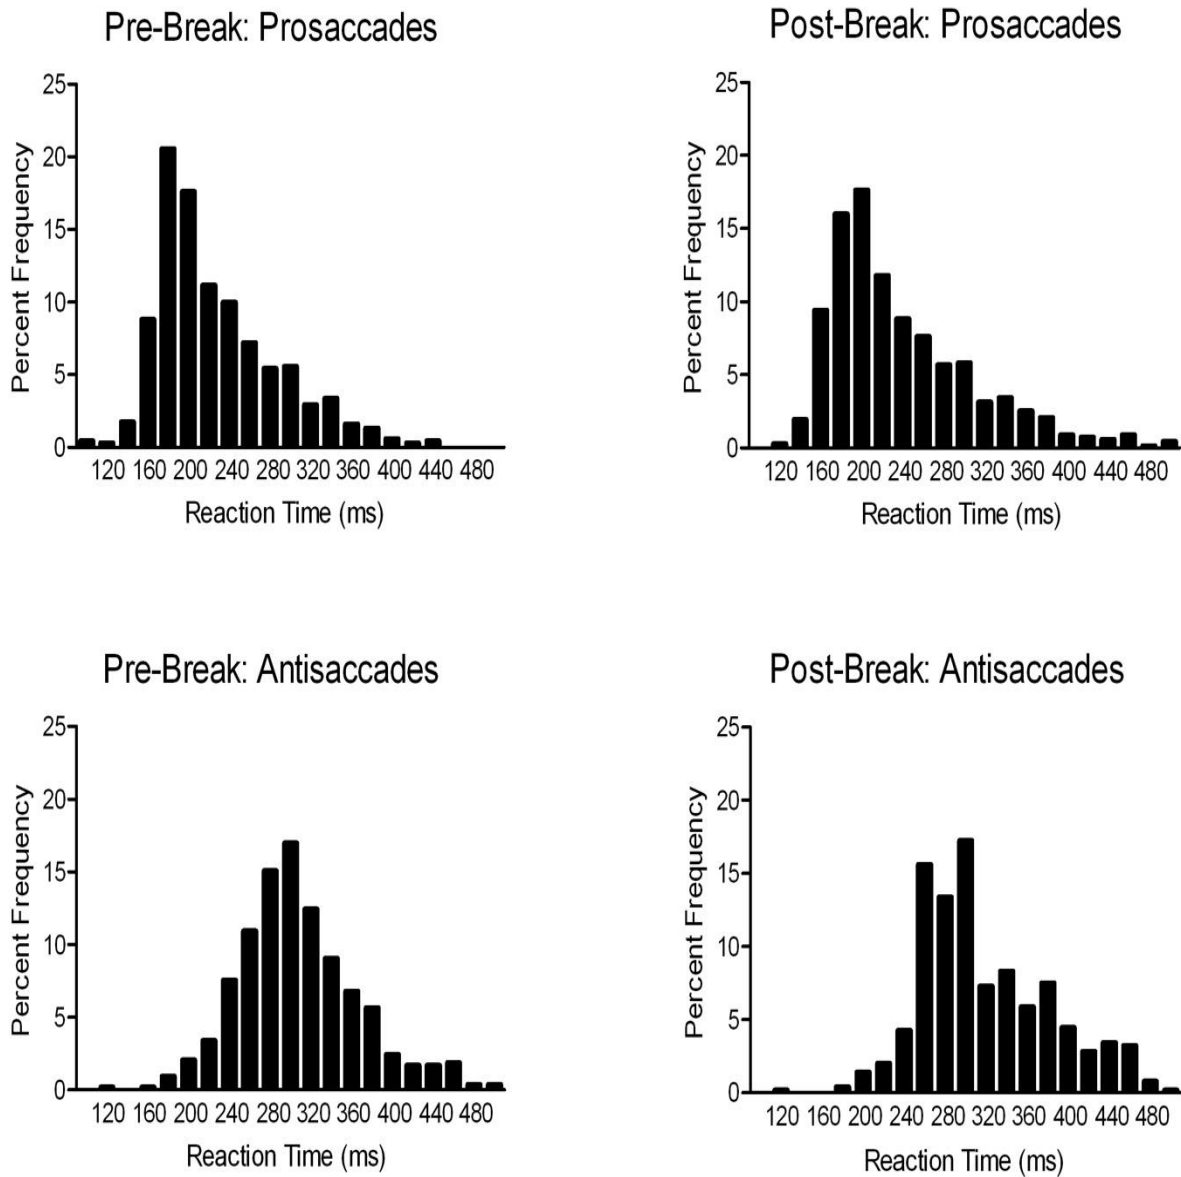 Pre-Break: Prosaccades
Percent Frequency
25
20
15
10
5
0
120 160 200 240 280 320 360 400 440 480
Reaction Time (ms)
Post-Break: Prosaccades
Percent Frequency
25
20
15
10
5
0
120 160 200 240 280 320 360 400 440 480
Reaction Time (ms)
Pre-Break: Antisaccades
Percent Frequency
25
20
15
10
5
0
120 160 200 240 280 320 360 400 440 480
Reaction Time (ms)
Post-Break: Antisaccades
Percent Frequency
25
20
15
10
5
0
120 160 200 240 280 320 360 400 440 480
Reaction Time (ms)